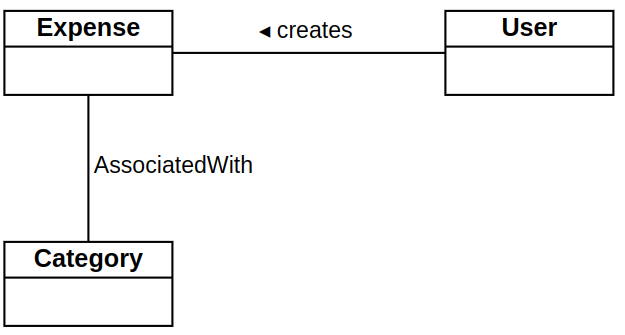 Expense
◄ creates
User
AssociatedWith
Category